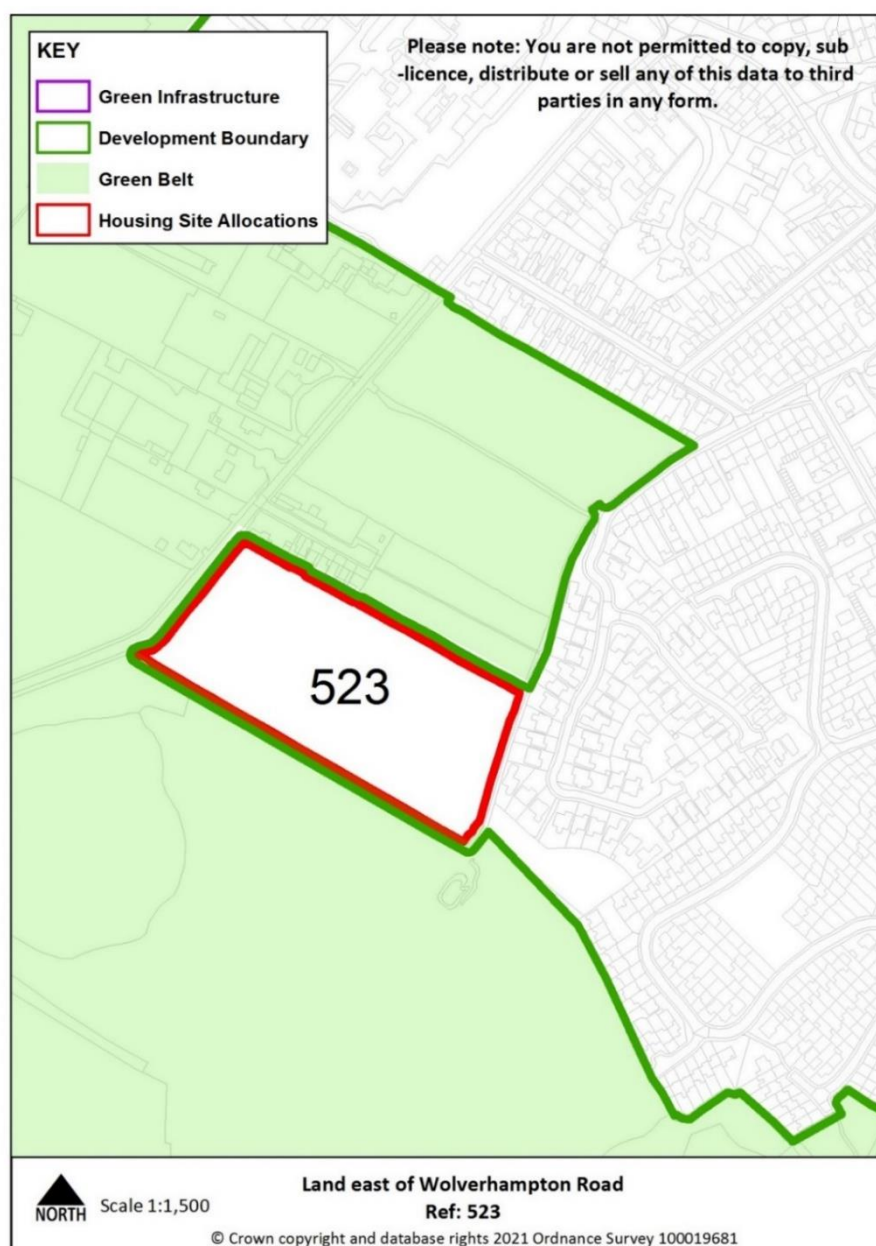 KEY
Green Infrastructure
Development Boundary
Green Belt
Housing Site Allocations
Please note: You are not permitted to copy, sub
-licence, distribute or sell any of this data to third
parties in any form.
523
NORTH
Scale 1:1,500
Land east of Wolverhampton Road
Ref: 523
© Crown copyright and database rights 2021 Ordnance Survey 100019681